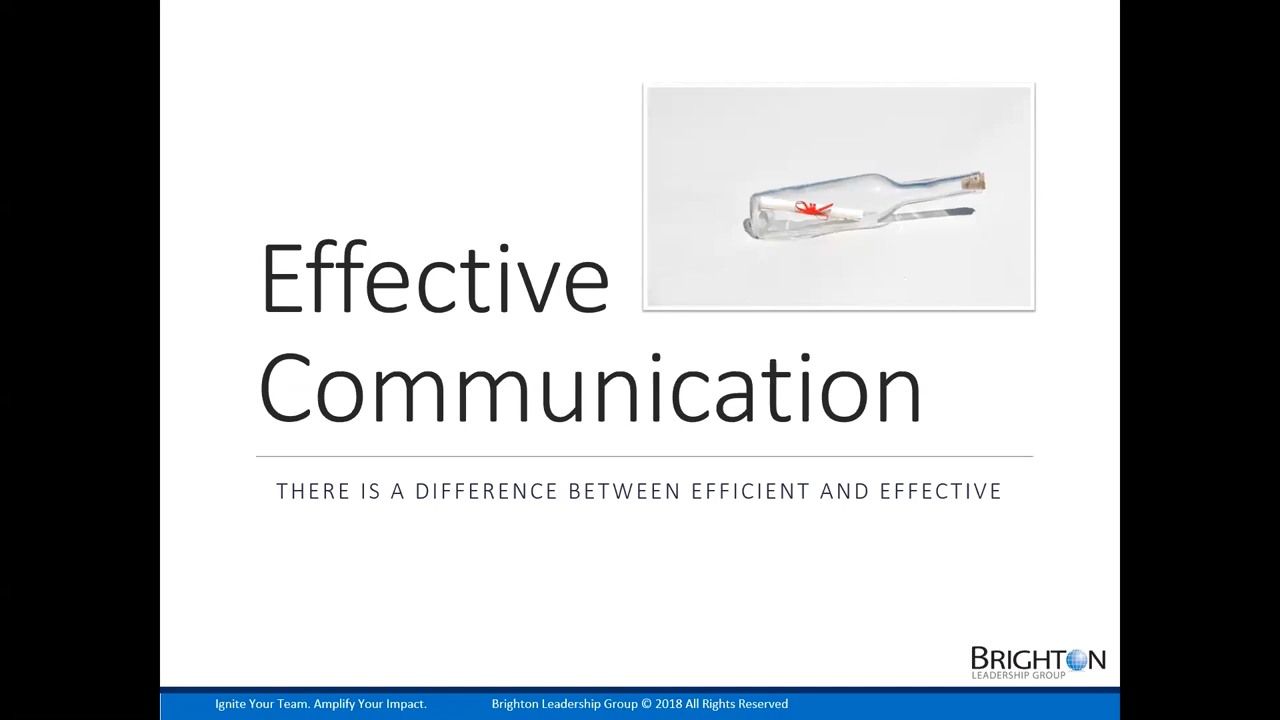 Effective
Communication
THERE IS A DIFFERENCE BETWEEN EFFICIENT AND EFFECTIVE
BRIGHTON
LEADERSHIP GROUP
Ignite Your Team. Amplify Your Impact. Brighton Leadership Group © 2018 All Rights Reserved